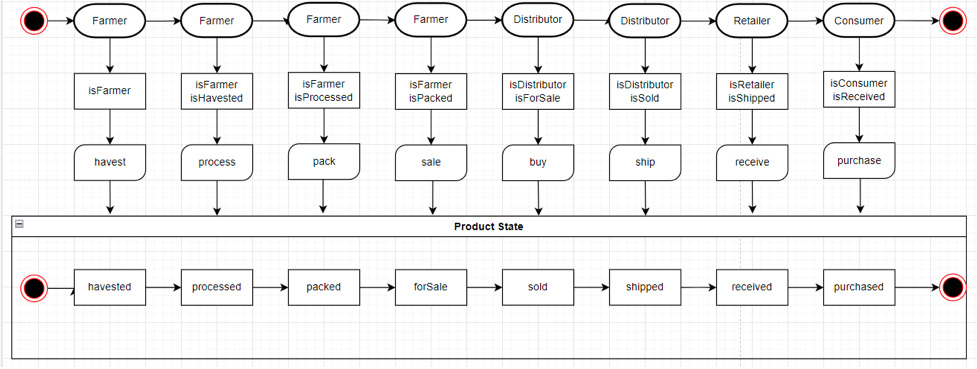 Farmer Farmer Farmer Farmer Distributor Distributor Retailer Consumer
isFarmer
isFarmer
isHavested
isFarmer
isProcessed
isFarmer
isPacked
isDistributor
isForSale
isDistributor
isSold
isRetailer
isShipped
isConsumer
isReceived
havest process pack sale buy ship receive purchase
Product State
havested processed packed forSale sold shipped received purchased